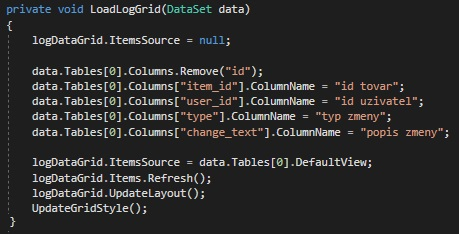 private void LoadLogGrid(DataSet data)
{
logDataGrid.ItemsSource = null;
data.Tables[0].Columns.Remove("id");
data.Tables[0].Columns["item_id"].ColumnName = "id tovar";
data.Tables[0].Columns["user_id"].ColumnName = "id uzivatel";
data.Tables[0].Columns["type"].ColumnName = "typ zmeny";
data.Tables[0].Columns["change_text"].ColumnName = "popis zmeny";
logDataGrid.ItemsSource = data.Tables[0].DefaultView;
logDataGrid.Items.Refresh();
logDataGrid.UpdateLayout();
UpdateGridStyle();
}